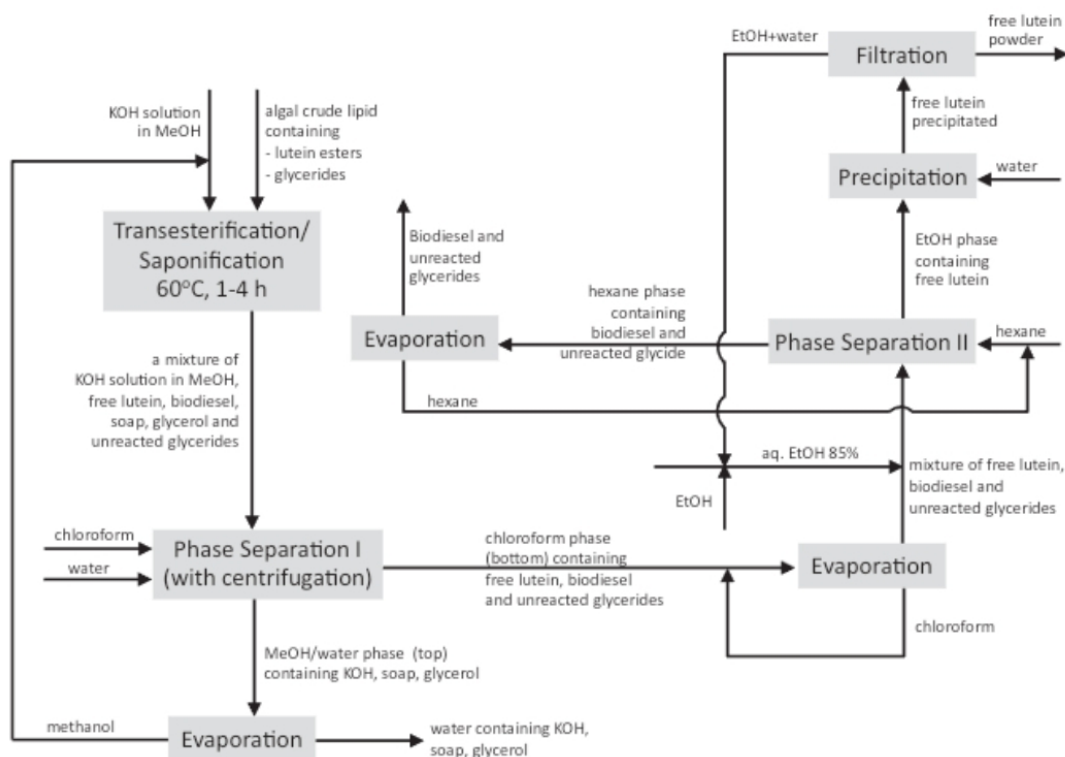 EtOH+water
Filtration
free lutein
powder
KOH solution
in MeOH
algal crude lipid
containing
- lutein esters
- glycerides
free lutein
precipitated
Precipitation
water
Transesterification/
Saponification
60°C, 1-4 h
Biodiesel and
unreacted
glycerides
EtOH phase
containing
free lutein
hexane phase
containing
biodiesel and
unreacted glycide
Evaporation
Phase Separation II
hexane
hexane
a mixture of
KOH solution in MeOH,
free lutein, biodiesel,
soap, glycerol and
unreacted glycerides
aq. EtOH 85%
EtOH
mixture of free lutein,
biodiesel and
unreacted glycerides
chloroform
water
Phase Separation I
(with centrifugation)
chloroform phase
(bottom) containing
free lutein, biodiesel
and unreacted glycerides
Evaporation
chloroform
MeOH/water phase (top)
containing KOH, soap, glycerol
methanol
Evaporation
water containing KOH,
soap, glycerol